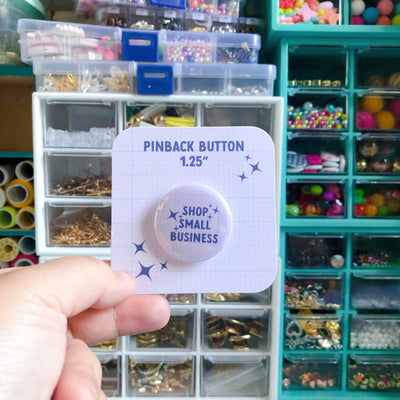 PINBACK BUTTON
1.25"
SHOP
SMALL
BUSINESS